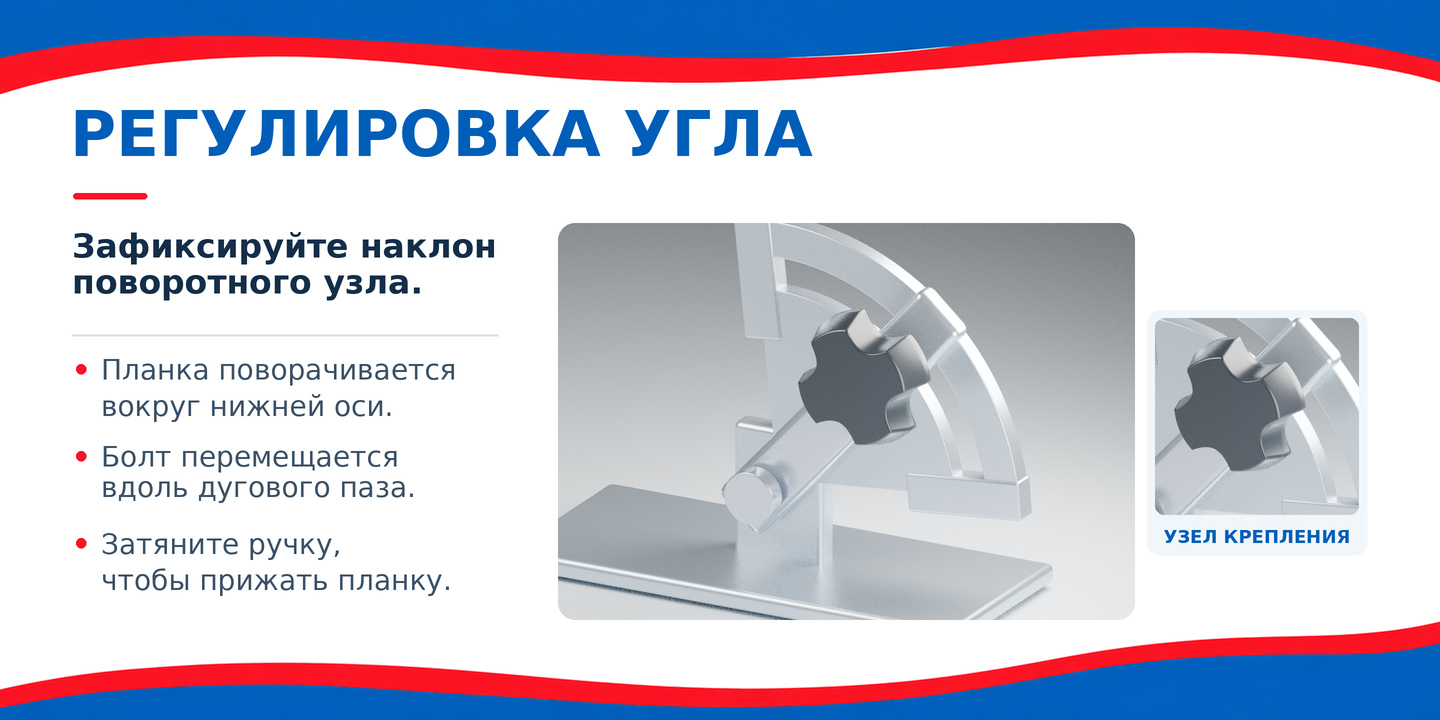 РЕГУЛИРОВКА УГЛА
Зафиксируйте наклон
поворотного узла.
Планка поворачивается
вокруг нижней оси.
Болт перемещается
вдоль дугового паза.
Затяните ручку,
чтобы прижать планку.
УЗЕЛ КРЕПЛЕНИЯ